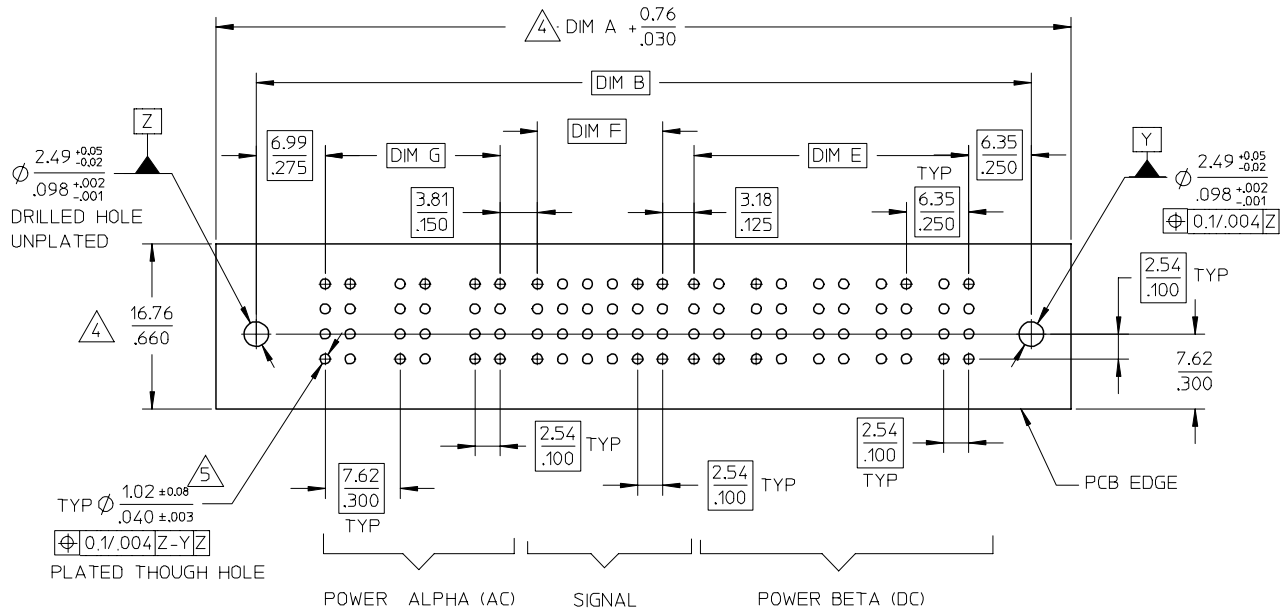 4 DIM A + 0.76
.030
DIM B
Z
Y
6.99
.275
DIM G
DIM F
DIM E
6.35
.250
Ø 2.49 +0.05 -0.02
.098 +.002 -.001
DRILLED HOLE
UNPLATED
3.81
.150
3.18
.125
TYP
6.35
.250
Ø 2.49 +0.05 -0.02
.098 +.002 -.001
⌖ 0.1/.004 Z
2.54
.100 TYP
4 16.76
.660
7.62
.300
5
TYP Ø 1.02 ±0.08
.040 ±.003
⌖ 0.1/.004 Z-Y Z
PLATED THOUGH HOLE
7.62
.300
TYP
2.54
.100 TYP
2.54
.100 TYP
2.54
.100
TYP
PCB EDGE
POWER ALPHA (AC)
SIGNAL
POWER BETA (DC)